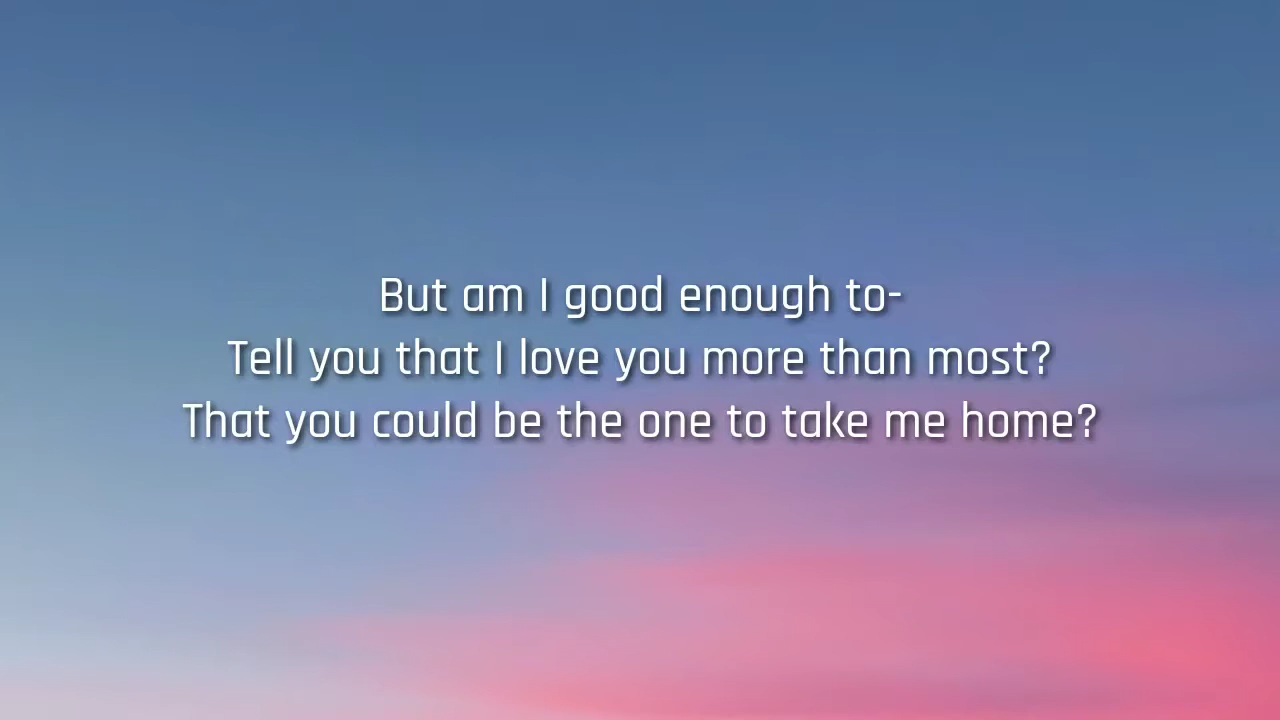 But am I good enough to-
Tell you that I love you more than most?
That you could be the one to take me home?